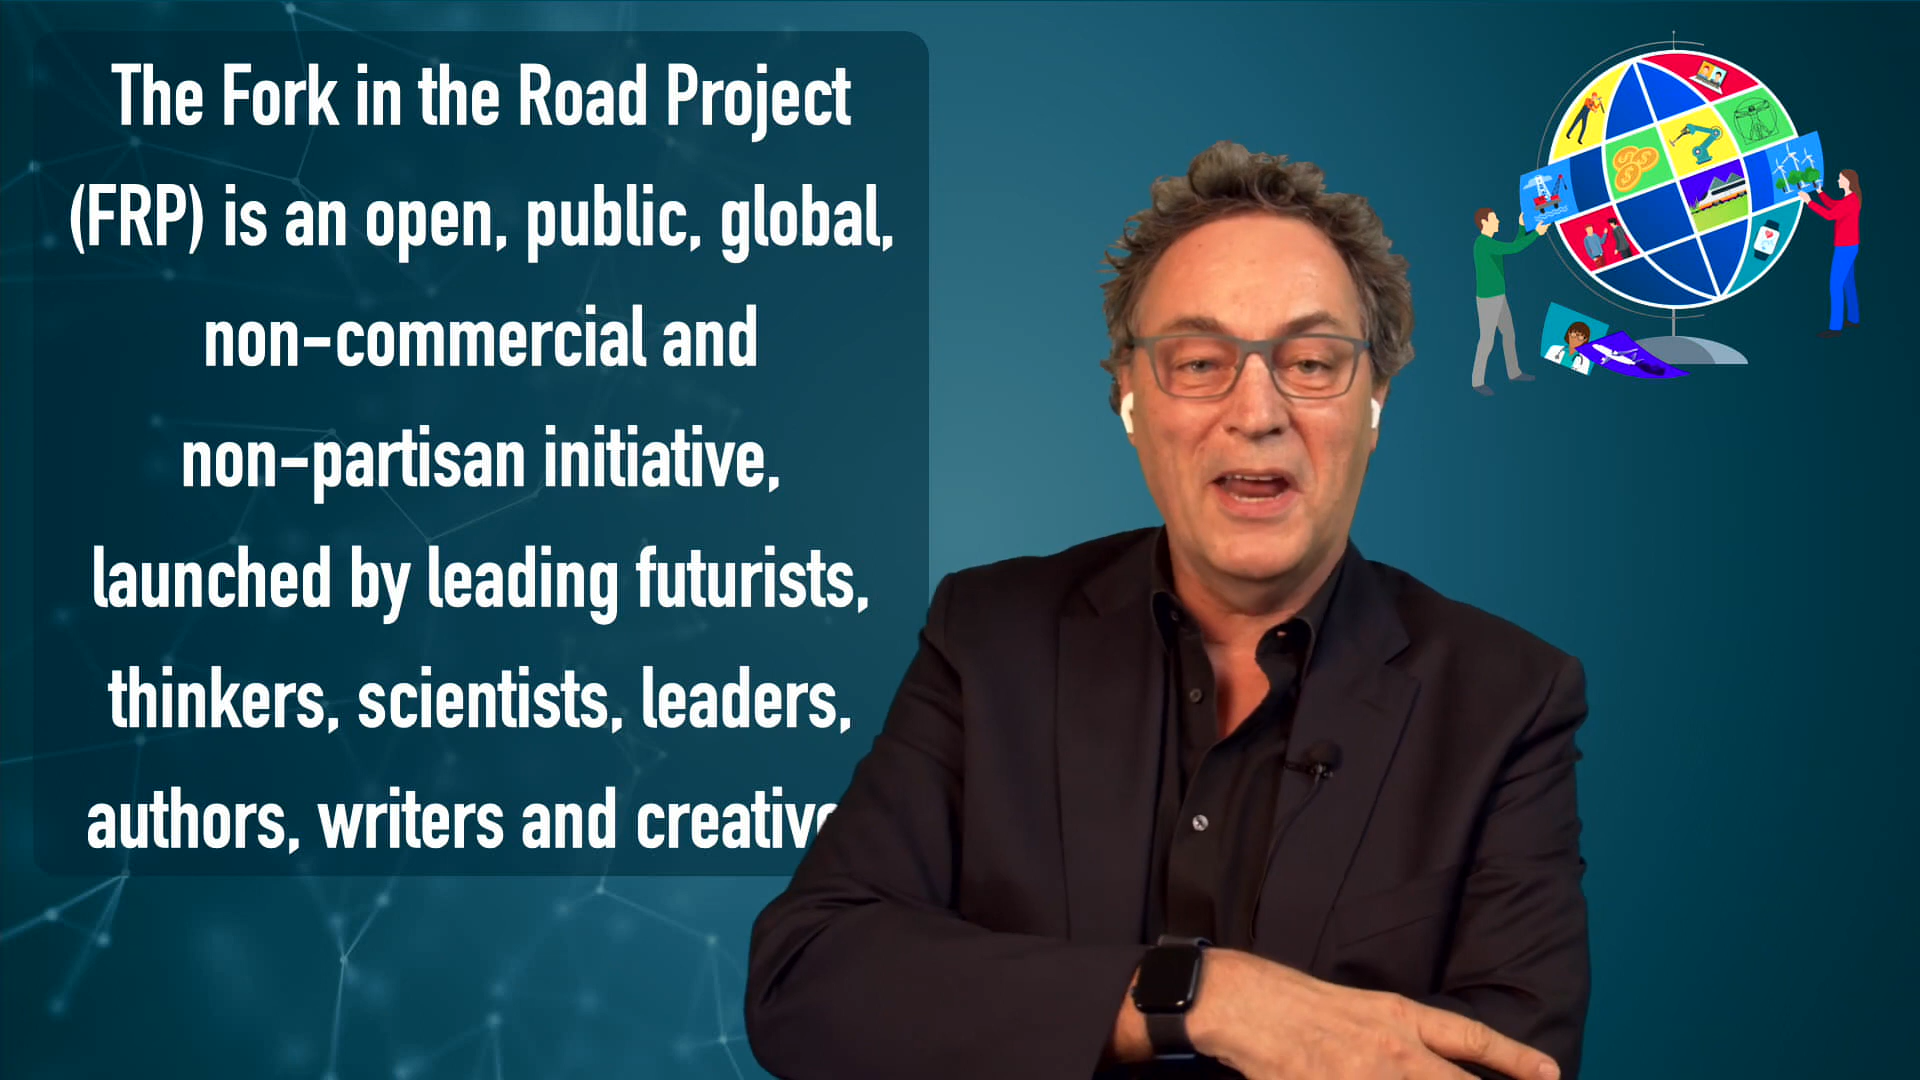 The Fork in the Road Project
(FRP) is an open, public, global,
non-commercial and
non-partisan initiative,
launched by leading futurists,
thinkers, scientists, leaders,
authors, writers and